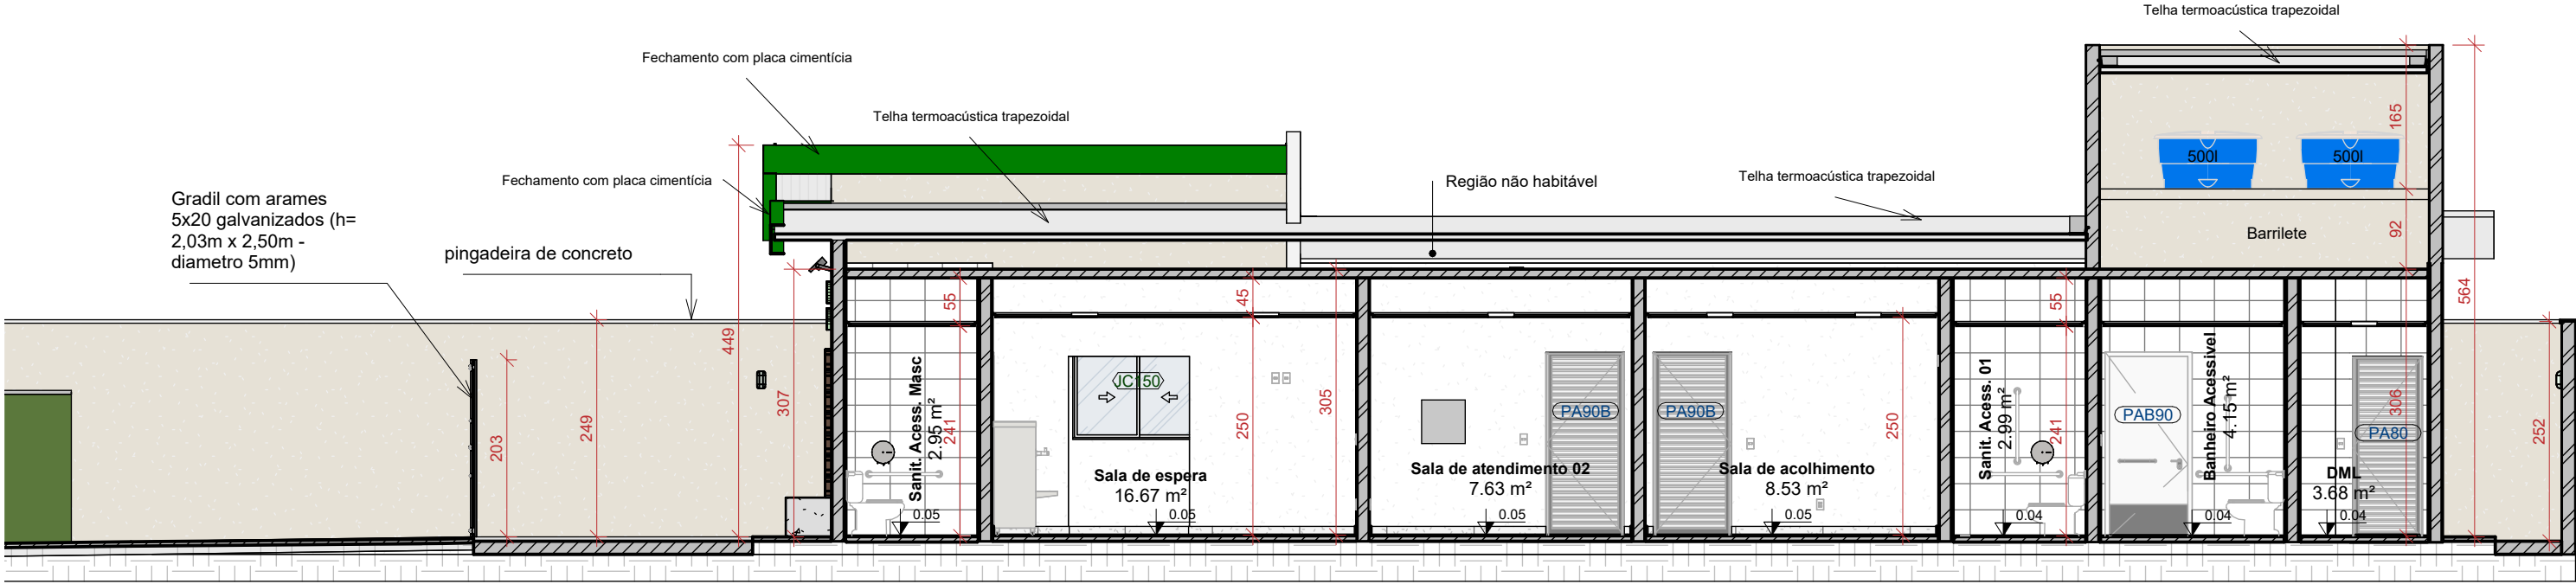 Telha termoacústica trapezoidal
Fechamento com placa cimentícia
Telha termoacústica trapezoidal
Fechamento com placa cimentícia
Gradil com arames
5x20 galvanizados (h=
2,03m x 2,50m -
diametro 5mm)
pingadeira de concreto
Região não habitável
Telha termoacústica trapezoidal
500l
500l
Barrilete
165
92
564
449
307
249
203
55
241
45
250
305
250
55
241
306
252
JC150
PA90B
PA90B
PAB90
PA80
Sanit. Acess. Masc
2.95 m²
Sala de espera
16.67 m²
Sala de atendimento 02
7.63 m²
Sala de acolhimento
8.53 m²
Sanit. Acess. 01
2.99 m²
Banheiro Acessível
4.15 m²
DML
3.68 m²
0.05
0.05
0.05
0.05
0.04
0.04
0.04